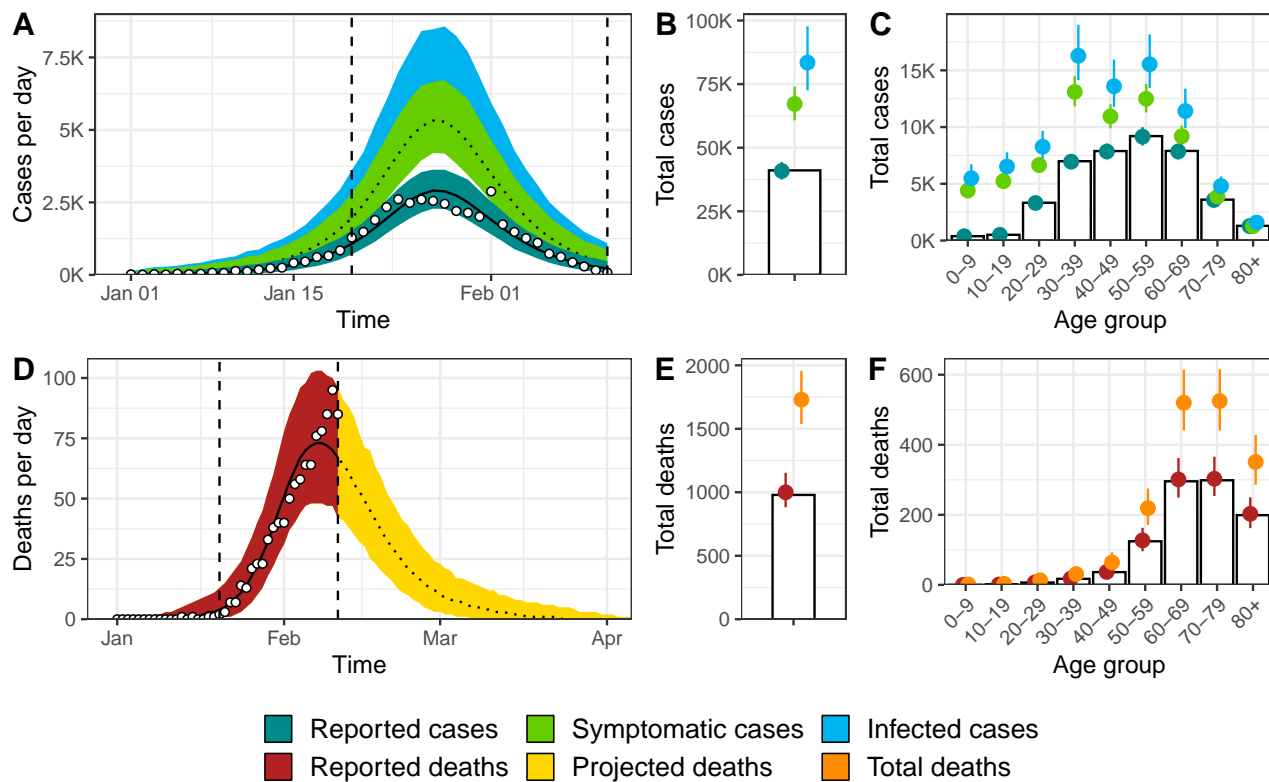 A
Cases per day
7.5K
5K
2.5K
0K
Jan 01
Jan 15
Feb 01
Time
B
Total cases
100K
75K
50K
25K
0K
C
Total cases
15K
10K
5K
0K
0–9
10–19
20–29
30–39
40–49
50–59
60–69
70–79
80+
Age group
D
Deaths per day
100
75
50
25
0
Jan
Feb
Mar
Apr
Time
E
Total deaths
2000
1500
1000
500
0
F
Total deaths
600
400
200
0
0–9
10–19
20–29
30–39
40–49
50–59
60–69
70–79
80+
Age group
Reported cases
Symptomatic cases
Infected cases
Reported deaths
Projected deaths
Total deaths